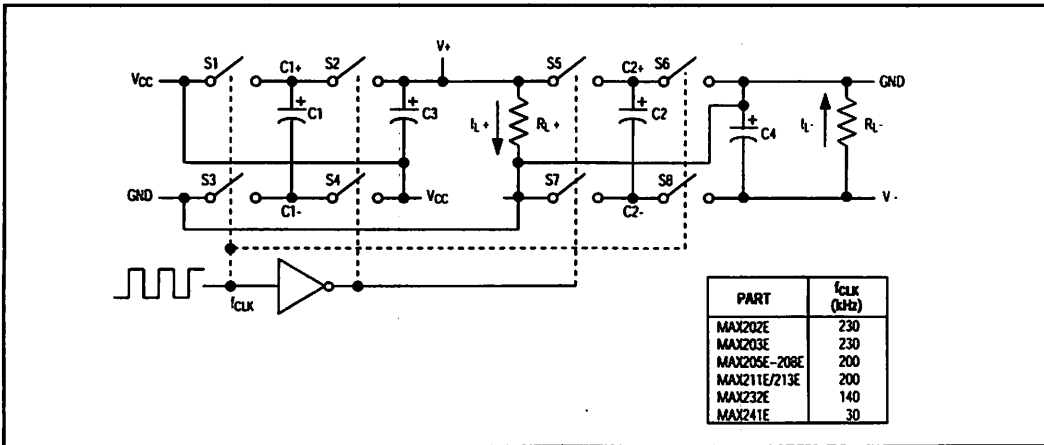 V+
VCC S1 C1+ S2 S5 C2+ S6 GND
C1 C3 IL+ RL+ C2 C4 IL- RL-
GND S3 C1- S4 VCC S7 C2- S8 V-
fCLK
PART fCLK (kHz)
MAX202E 230
MAX203E 230
MAX205E–208E 200
MAX211E/213E 200
MAX232E 140
MAX241E 30